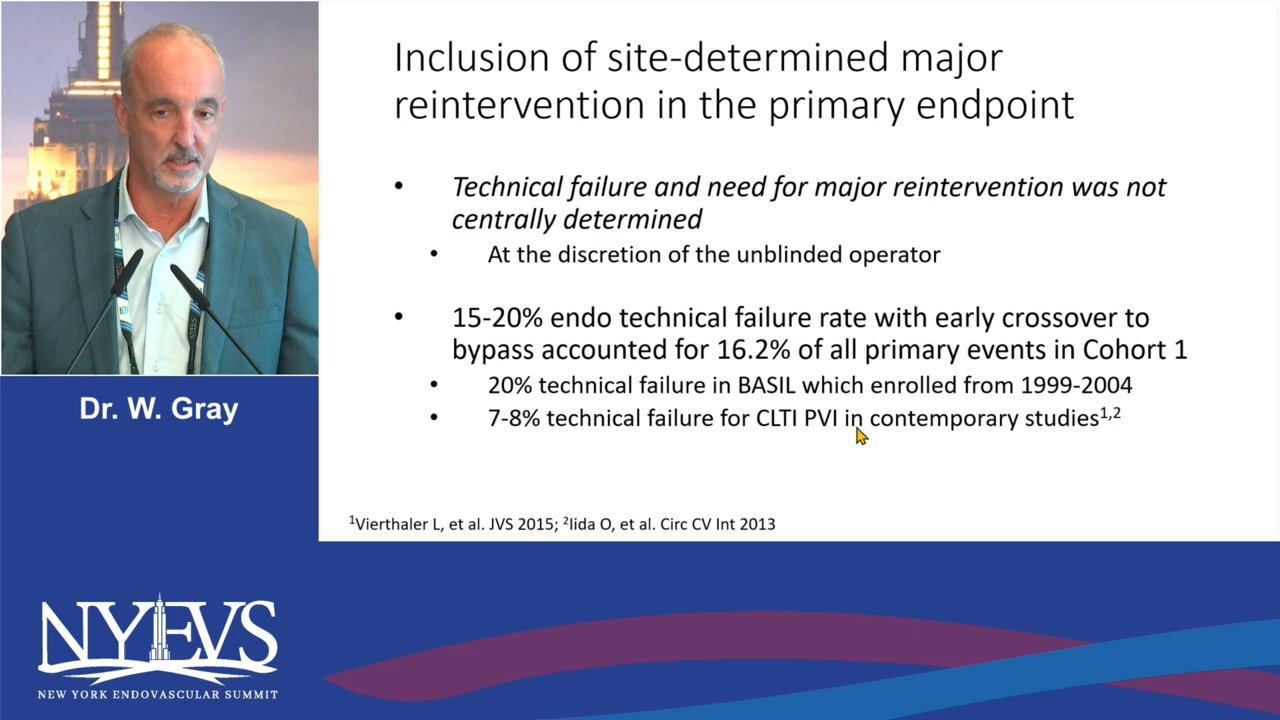 Inclusion of site-determined major
reintervention in the primary endpoint
• Technical failure and need for major reintervention was not
centrally determined
• At the discretion of the unblinded operator
• 15-20% endo technical failure rate with early crossover to
bypass accounted for 16.2% of all primary events in Cohort 1
• 20% technical failure in BASIL which enrolled from 1999-2004
• 7-8% technical failure for CLTI PVI in contemporary studies1,2
1Vierthaler L, et al. JVS 2015; 2Iida O, et al. Circ CV Int 2013
Dr. W. Gray
NYEVS
NEW YORK ENDOVASCULAR SUMMIT